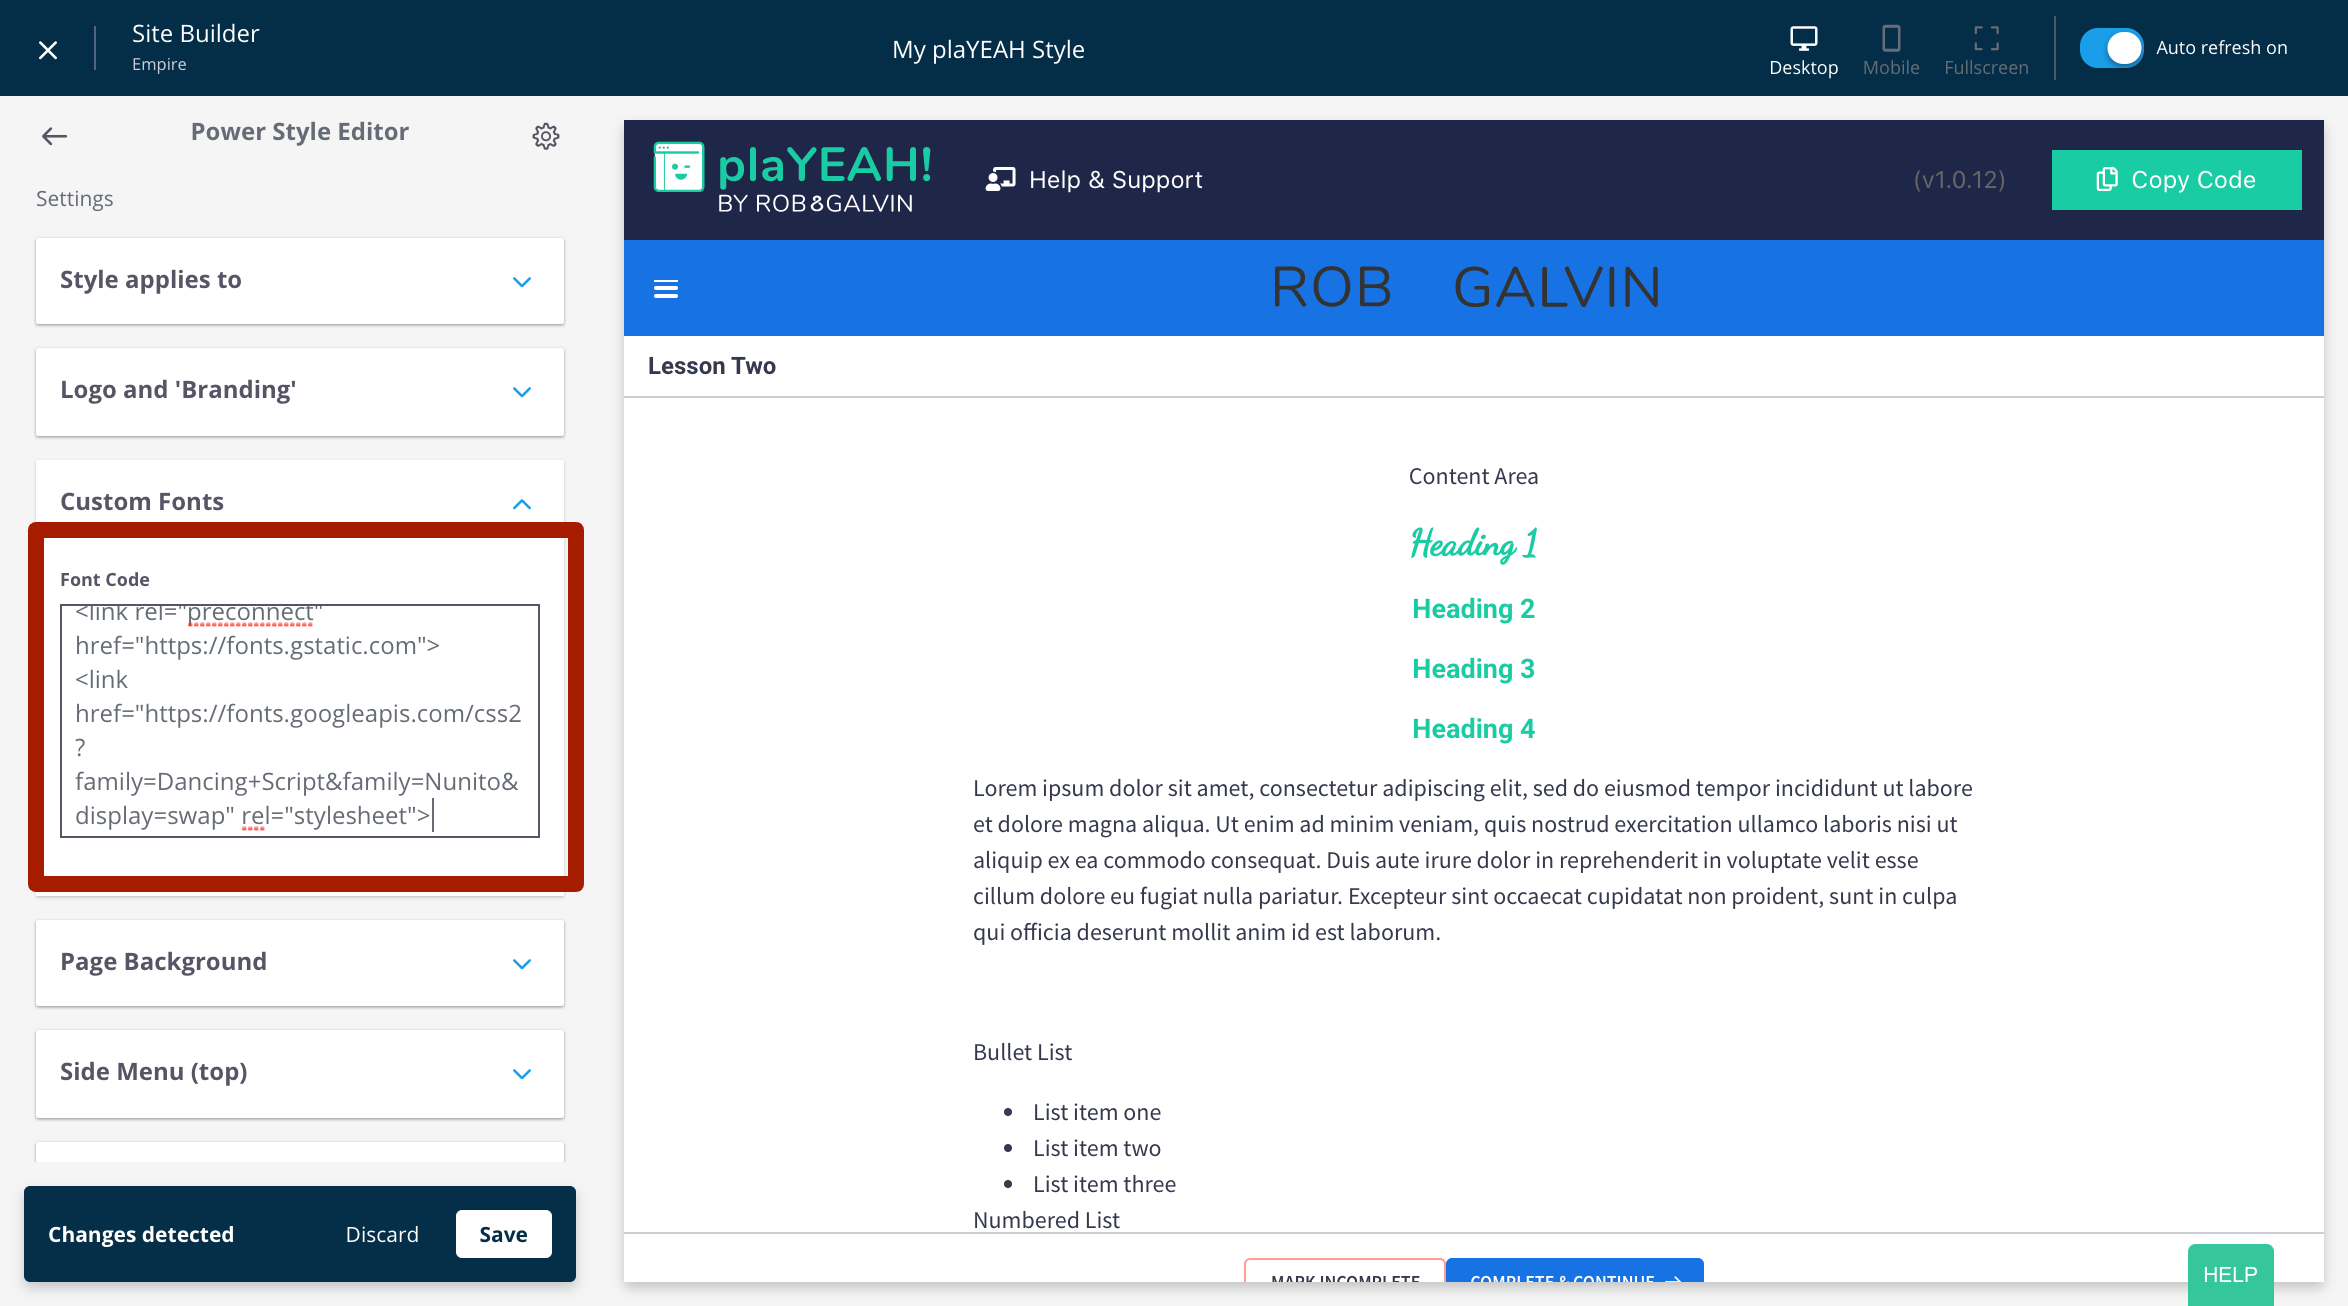 Site Builder
Empire
My plaYEAH Style
Desktop
Mobile
Fullscreen
Auto refresh on
Power Style Editor
Settings
Style applies to
Logo and 'Branding'
Custom Fonts
Font Code
<link rel="preconnect"
href="https://fonts.gstatic.com">
<link
href="https://fonts.googleapis.com/css2
?
family=Dancing+Script&family=Nunito&
display=swap" rel="stylesheet">
Page Background
Side Menu (top)
Changes detected
Discard
Save
plaYEAH!
BY ROB&GALVIN
Help & Support
(v1.0.12)
Copy Code
ROB GALVIN
Lesson Two
Content Area
Heading 1
Heading 2
Heading 3
Heading 4
Lorem ipsum dolor sit amet, consectetur adipiscing elit, sed do eiusmod tempor incididunt ut labore
et dolore magna aliqua. Ut enim ad minim veniam, quis nostrud exercitation ullamco laboris nisi ut
aliquip ex ea commodo consequat. Duis aute irure dolor in reprehenderit in voluptate velit esse
cillum dolore eu fugiat nulla pariatur. Excepteur sint occaecat cupidatat non proident, sunt in culpa
qui officia deserunt mollit anim id est laborum.
Bullet List
• List item one
• List item two
• List item three
Numbered List
MARK INCOMPLETE
COMPLETE & CONTINUE →
HELP